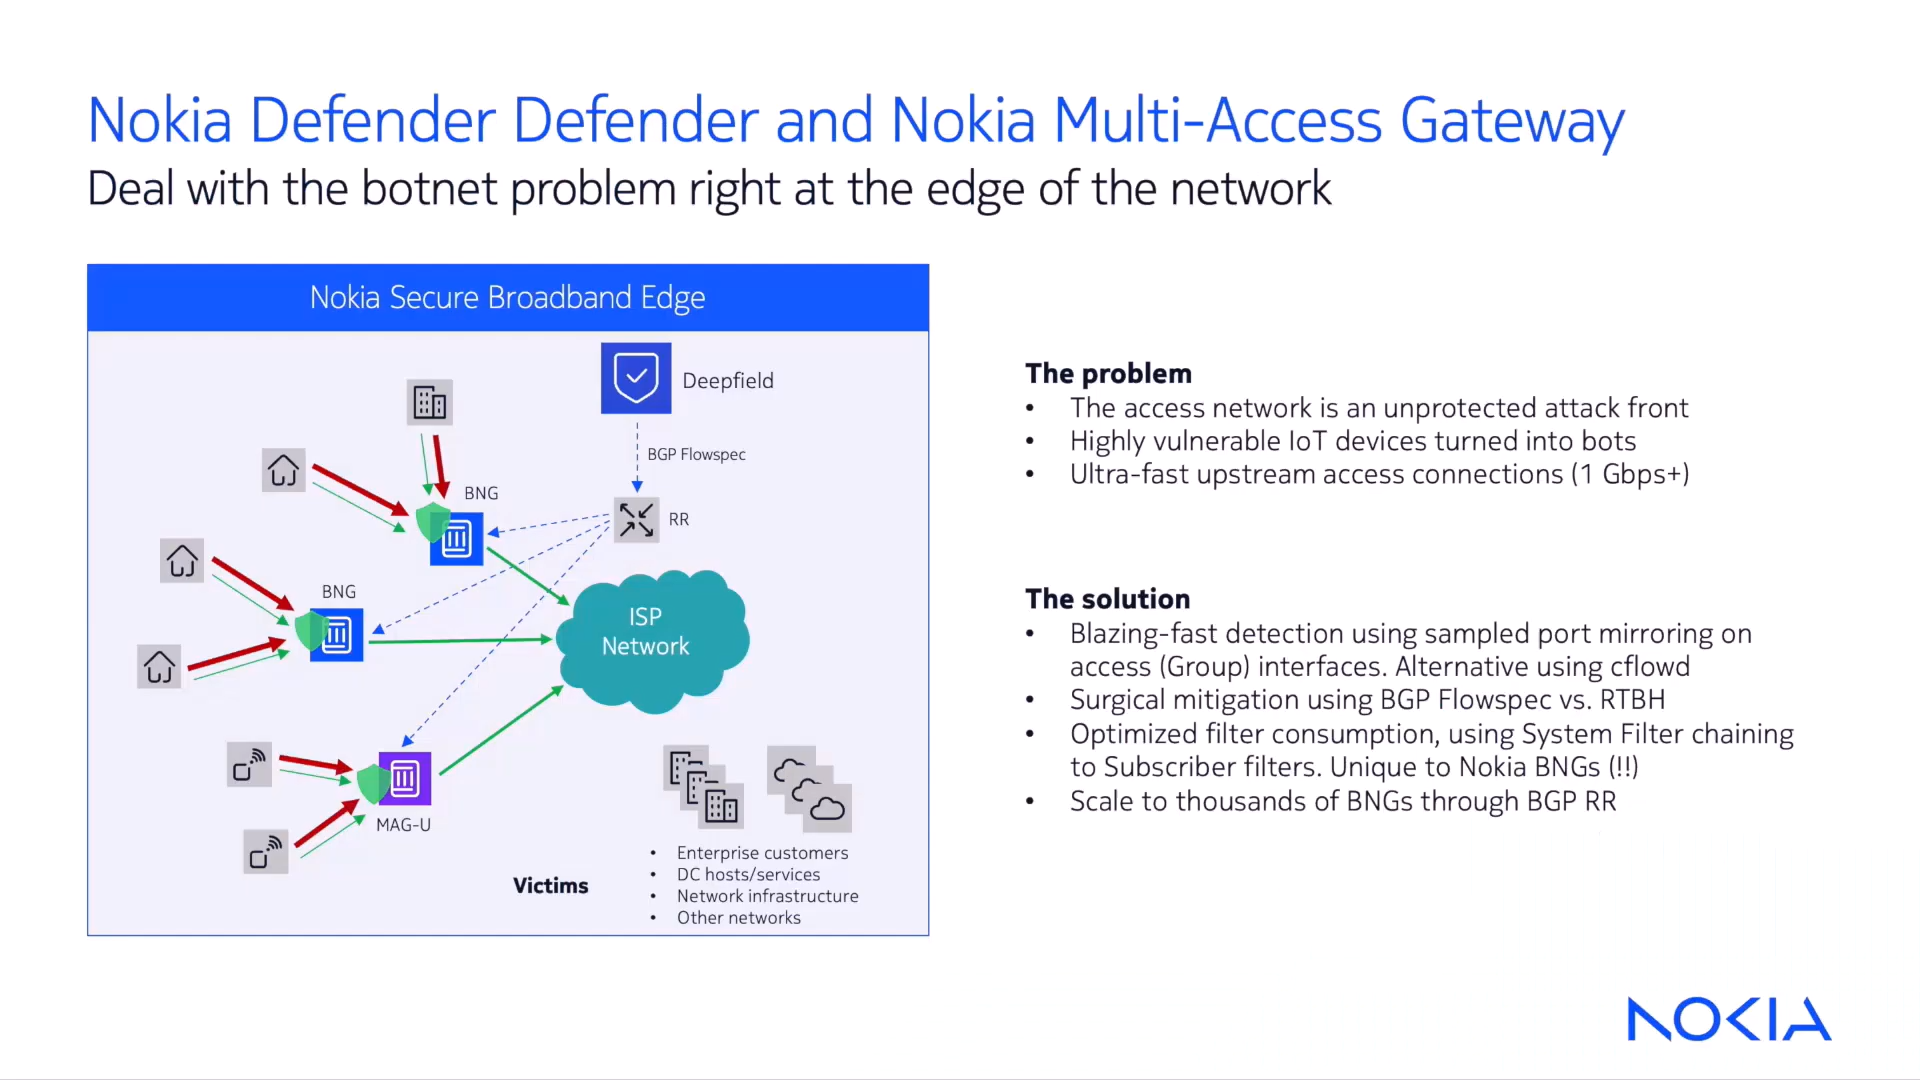 Nokia Defender Defender and Nokia Multi-Access Gateway
Deal with the botnet problem right at the edge of the network
Nokia Secure Broadband Edge
Deepfield
BGP Flowspec
BNG
RR
BNG
ISP
Network
MAG-U
Victims
• Enterprise customers
• DC hosts/services
• Network infrastructure
• Other networks
The problem
• The access network is an unprotected attack front
• Highly vulnerable IoT devices turned into bots
• Ultra-fast upstream access connections (1 Gbps+)
The solution
• Blazing-fast detection using sampled port mirroring on
access (Group) interfaces. Alternative using cflowd
• Surgical mitigation using BGP Flowspec vs. RTBH
• Optimized filter consumption, using System Filter chaining
to Subscriber filters. Unique to Nokia BNGs (!!)
• Scale to thousands of BNGs through BGP RR
NOKIA